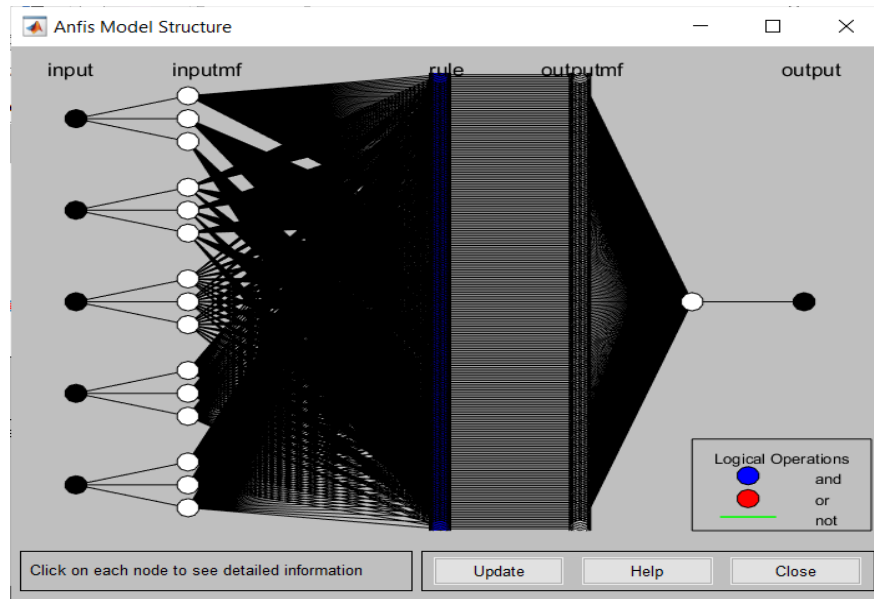 Anfis Model Structure
input inputmf rule outputmf output
Logical Operations
and
or
not
Click on each node to see detailed information
Update Help Close